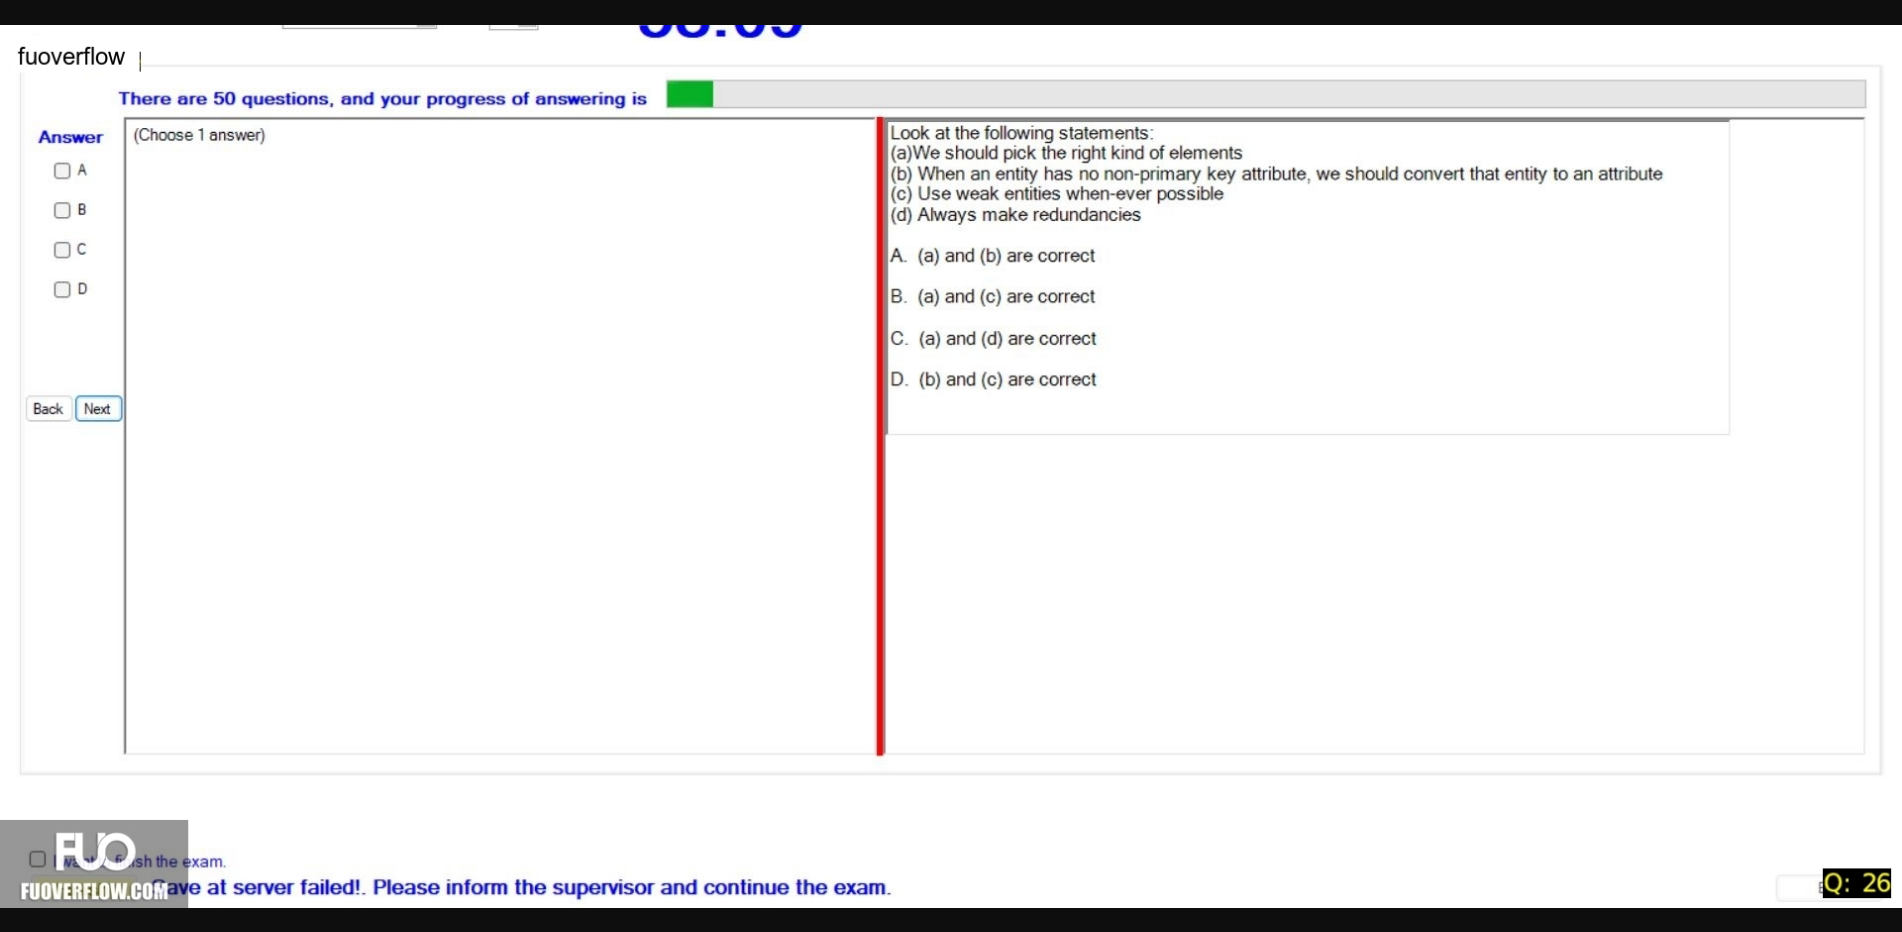 fuoverflow
There are 50 questions, and your progress of answering is
Answer
(Choose 1 answer)
A
B
C
D
Back Next
Look at the following statements:
(a)We should pick the right kind of elements
(b) When an entity has no non-primary key attribute, we should convert that entity to an attribute
(c) Use weak entities when-ever possible
(d) Always make redundancies
A. (a) and (b) are correct
B. (a) and (c) are correct
C. (a) and (d) are correct
D. (b) and (c) are correct
FUO
FUOVERFLOW.COM
I want the exam.
at server failed!. Please inform the supervisor and continue the exam.
Q: 26